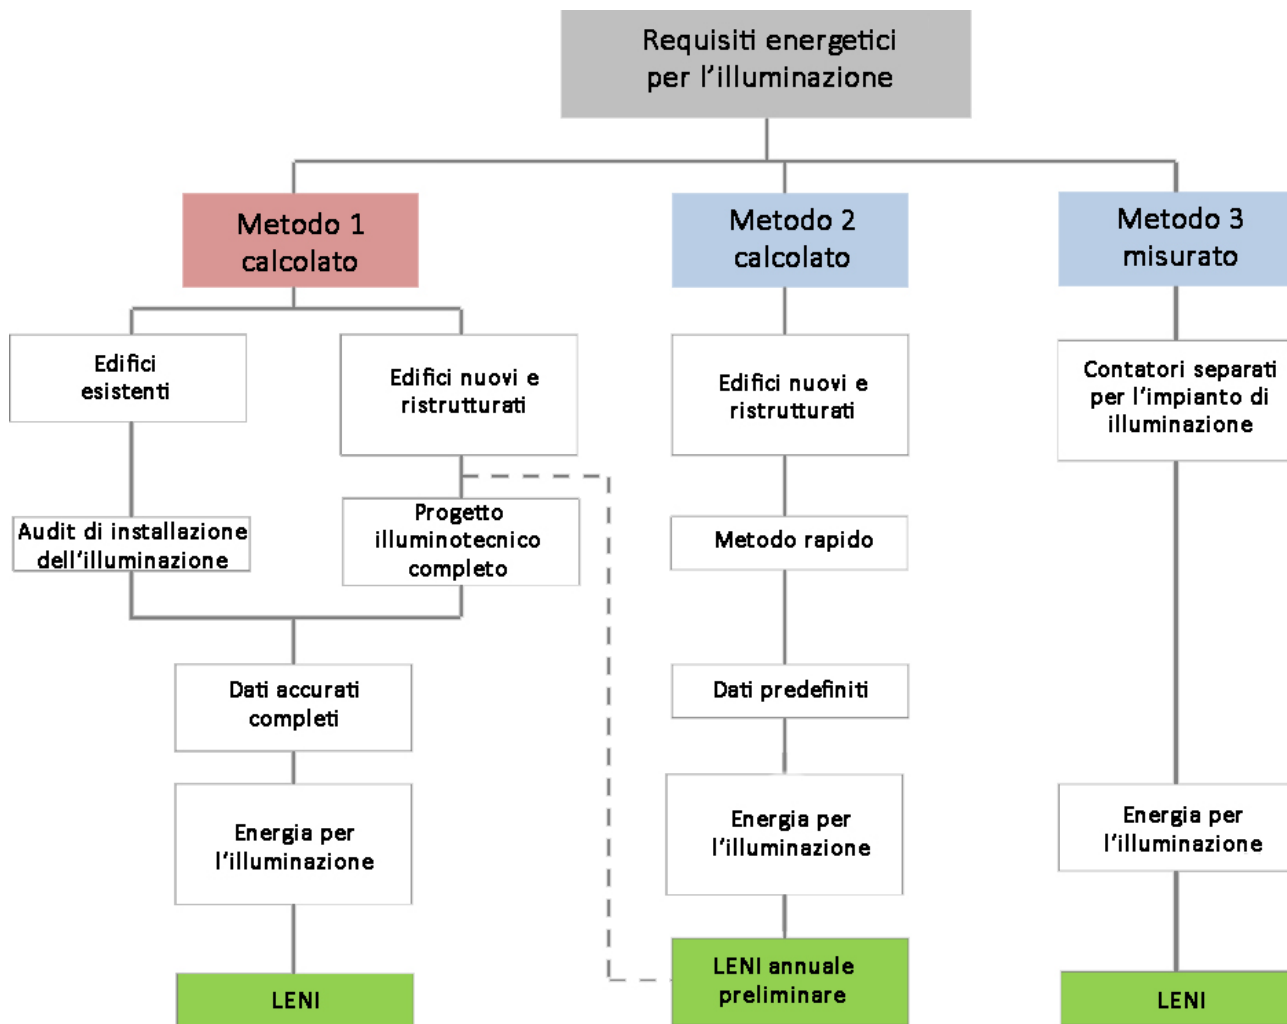 Requisiti energetici
per l'illuminazione
Metodo 1
calcolato
Metodo 2
calcolato
Metodo 3
misurato
Edifici
esistenti
Edifici nuovi e
ristrutturati
Edifici nuovi e
ristrutturati
Contatori separati
per l'impianto di
illuminazione
Audit di installazione
dell'illuminazione
Progetto
illuminotecnico
completo
Metodo rapido
Dati accurati
completi
Dati predefiniti
Energia per
l'illuminazione
Energia per
l'illuminazione
Energia per
l'illuminazione
LENI
LENI annuale
preliminare
LENI